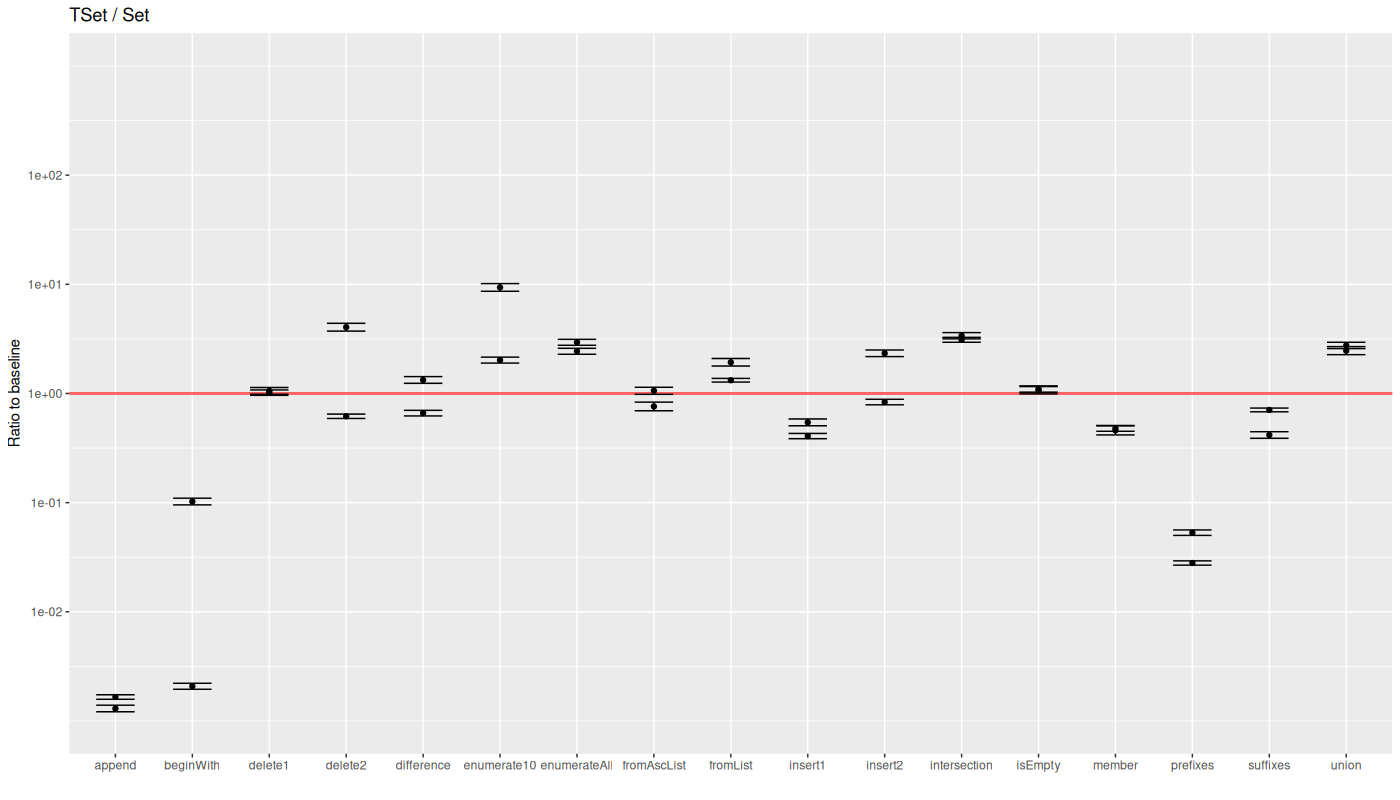 TSet / Set
Ratio to baseline
1e+02
1e+01
1e+00
1e-01
1e-02
append beginWith delete1 delete2 difference enumerate10 enumerateAll fromAscList fromList insert1 insert2 intersection isEmpty member prefixes suffixes union